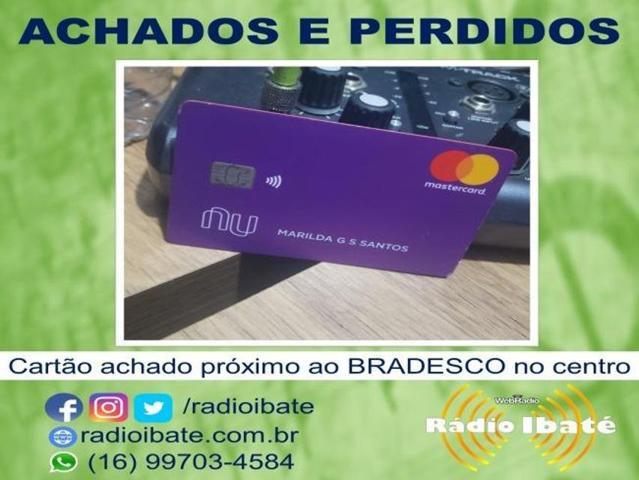 ACHADOS E PERDIDOS
mastercard
nu
MARILDA G S SANTOS
Cartão achado próximo ao BRADESCO no centro
/radioibate
radioibate.com.br
(16) 99703-4584
WebRadio
Rádio Ibaté